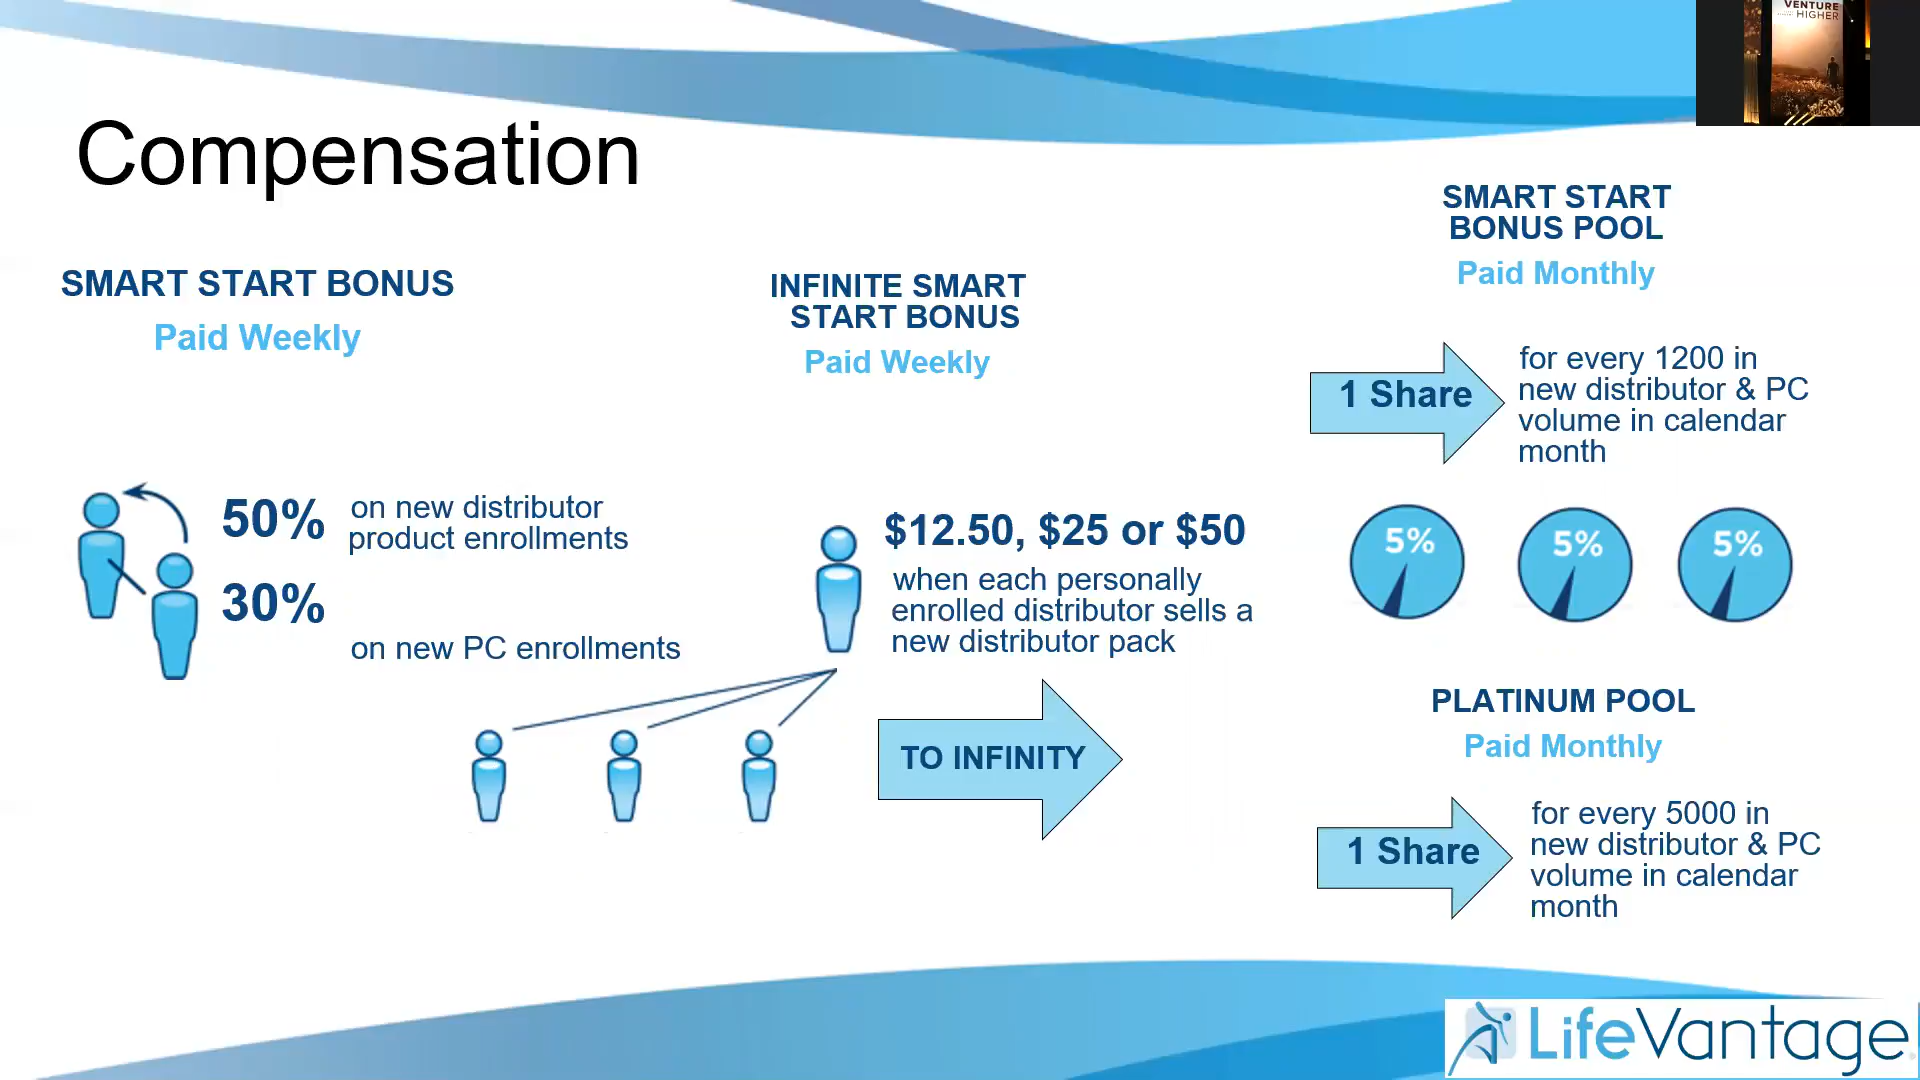 VENTURE
HIGHER
Compensation
SMART START BONUS
Paid Weekly
50%
on new distributor
product enrollments
30%
on new PC enrollments
INFINITE SMART
START BONUS
Paid Weekly
$12.50, $25 or $50
when each personally
enrolled distributor sells a
new distributor pack
TO INFINITY
SMART START
BONUS POOL
Paid Monthly
1 Share
for every 1200 in
new distributor & PC
volume in calendar
month
5%
5%
5%
PLATINUM POOL
Paid Monthly
1 Share
for every 5000 in
new distributor & PC
volume in calendar
month
LifeVantage